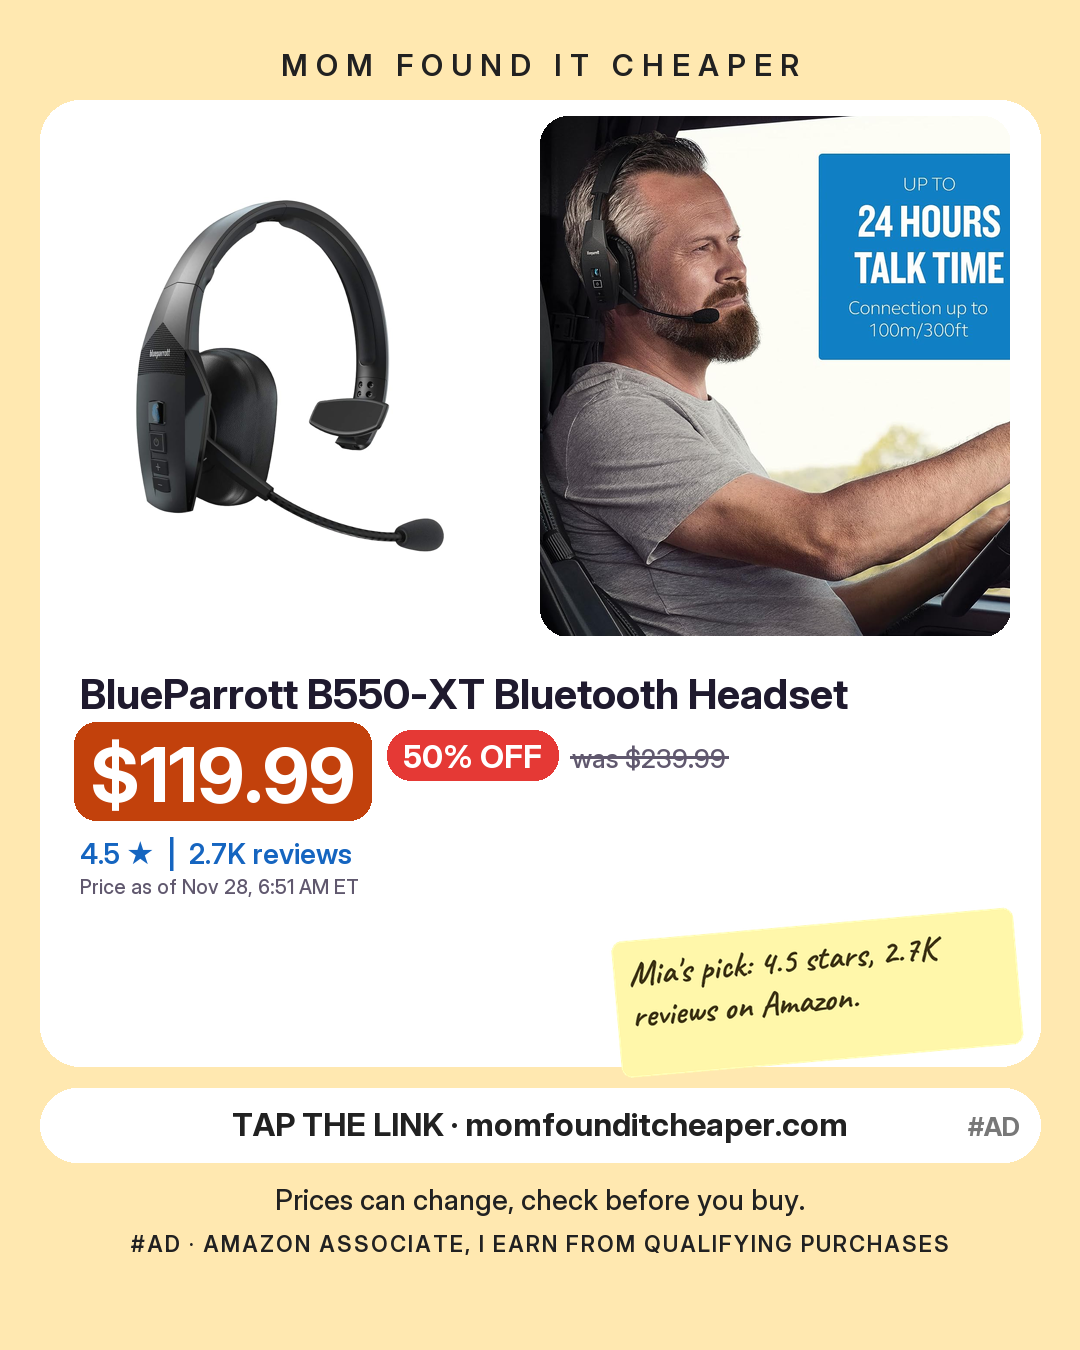 MOM FOUND IT CHEAPER
blueparrott
UP TO
24 HOURS
TALK TIME
Connection up to
100m/300ft
BlueParrott B550-XT Bluetooth Headset
$119.99
50% OFF
was $239.99
4.5 ★ | 2.7K reviews
Price as of Nov 28, 6:51 AM ET
Mia's pick: 4.5 stars, 2.7K
reviews on Amazon.
TAP THE LINK · momfounditcheaper.com
#AD
Prices can change, check before you buy.
#AD · AMAZON ASSOCIATE, I EARN FROM QUALIFYING PURCHASES